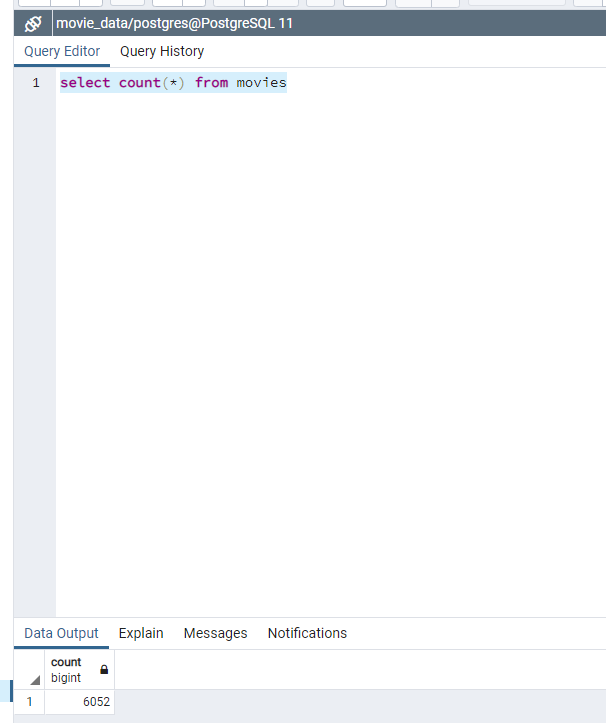 movie_data/postgres@PostgreSQL 11
Query Editor Query History
1 select count(*) from movies
Data Output Explain Messages Notifications
count
bigint
1 6052